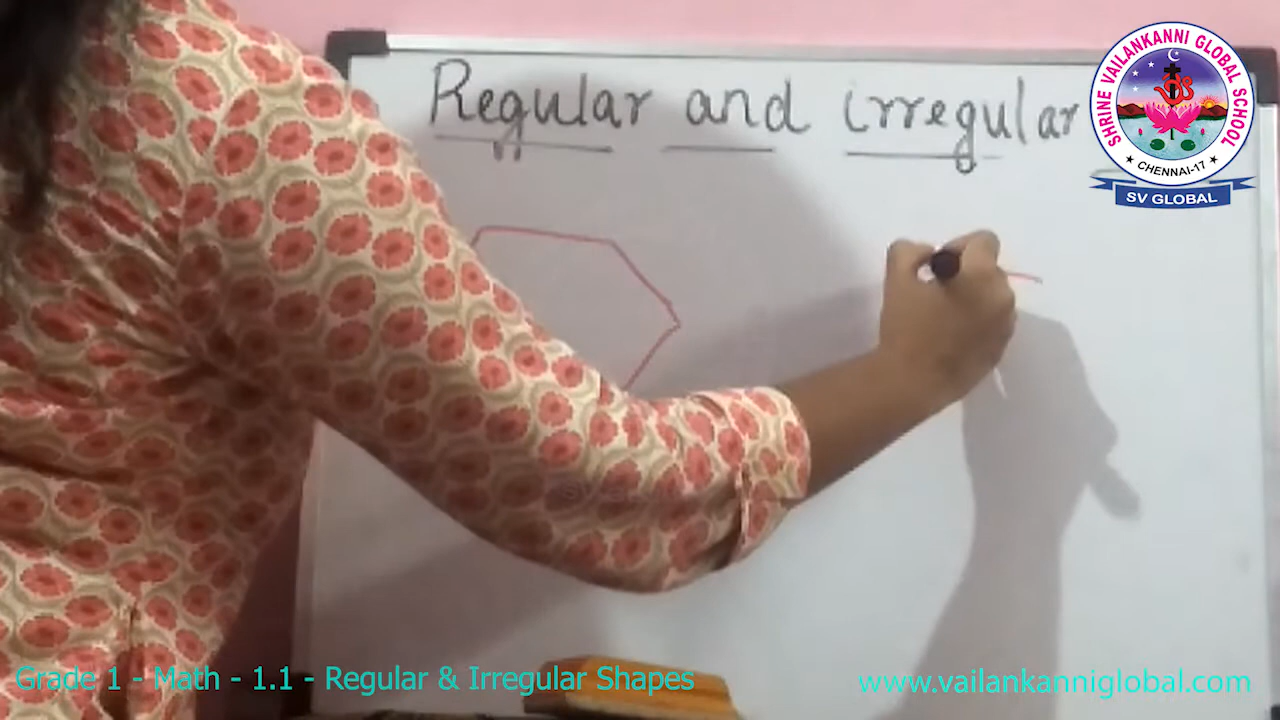 Regular and irregular
SHRINE VAILANKANNI GLOBAL SCHOOL
★ CHENNAI-17 ★
SV GLOBAL
Grade 1 - Math - 1.1 - Regular & Irregular Shapes
www.vailankanniglobal.com